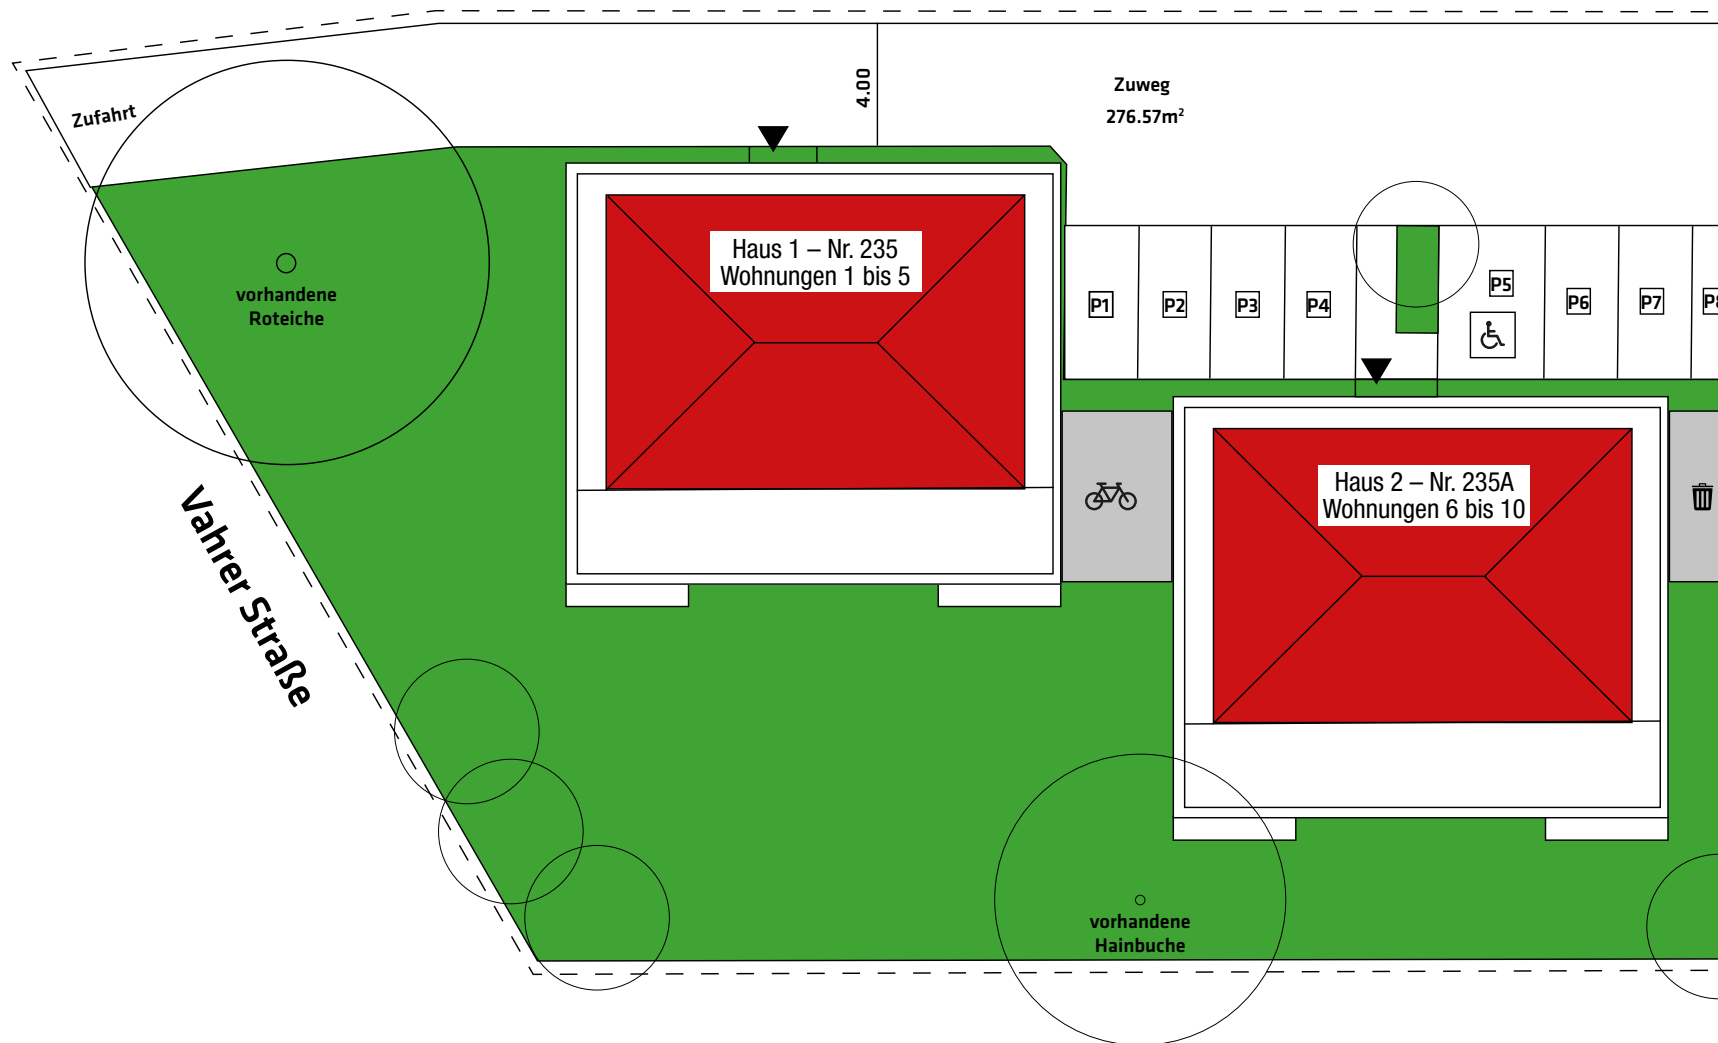 Zufahrt
4.00
Zuweg
276.57m²
Haus 1 – Nr. 235
Wohnungen 1 bis 5
vorhandene
Roteiche
P1
P2
P3
P4
P5
P6
P7
P8
Haus 2 – Nr. 235A
Wohnungen 6 bis 10
Vahrer Straße
vorhandene
Hainbuche